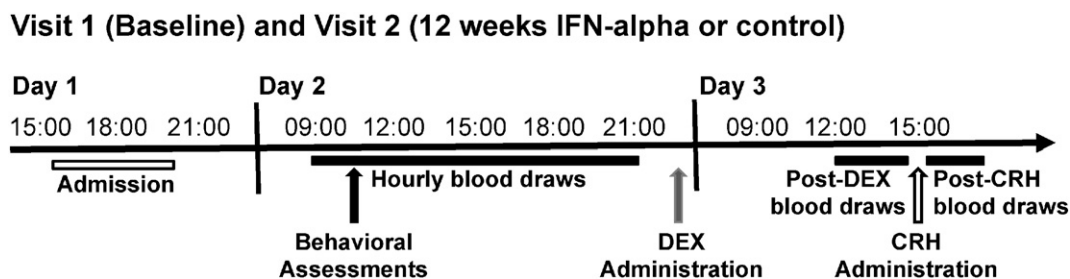 Visit 1 (Baseline) and Visit 2 (12 weeks IFN-alpha or control)
Day 1 Day 2 Day 3
15:00 18:00 21:00 09:00 12:00 15:00 18:00 21:00 09:00 12:00 15:00
Admission
Hourly blood draws
Post-DEX
blood draws
Post-CRH
blood draws
Behavioral
Assessments
DEX
Administration
CRH
Administration